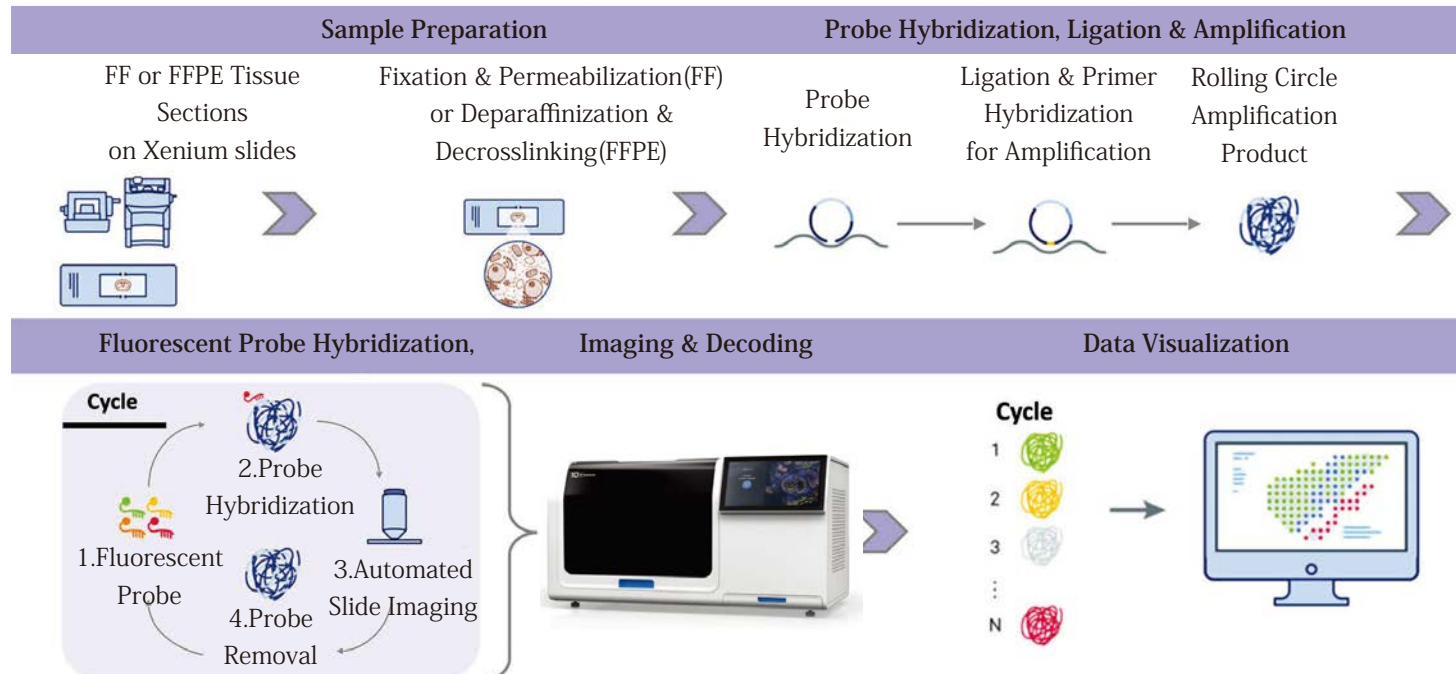 Sample Preparation
Probe Hybridization, Ligation & Amplification
FF or FFPE Tissue
Sections
on Xenium slides
Fixation & Permeabilization(FF)
or Deparaffinization &
Decrosslinking(FFPE)
Probe
Hybridization
Ligation & Primer
Hybridization
for Amplification
Rolling Circle
Amplification
Product
Fluorescent Probe Hybridization,
Imaging & Decoding
Data Visualization
Cycle
1.Fluorescent
Probe
2.Probe
Hybridization
3.Automated
Slide Imaging
4.Probe
Removal
Cycle
1
2
3
⋮
N